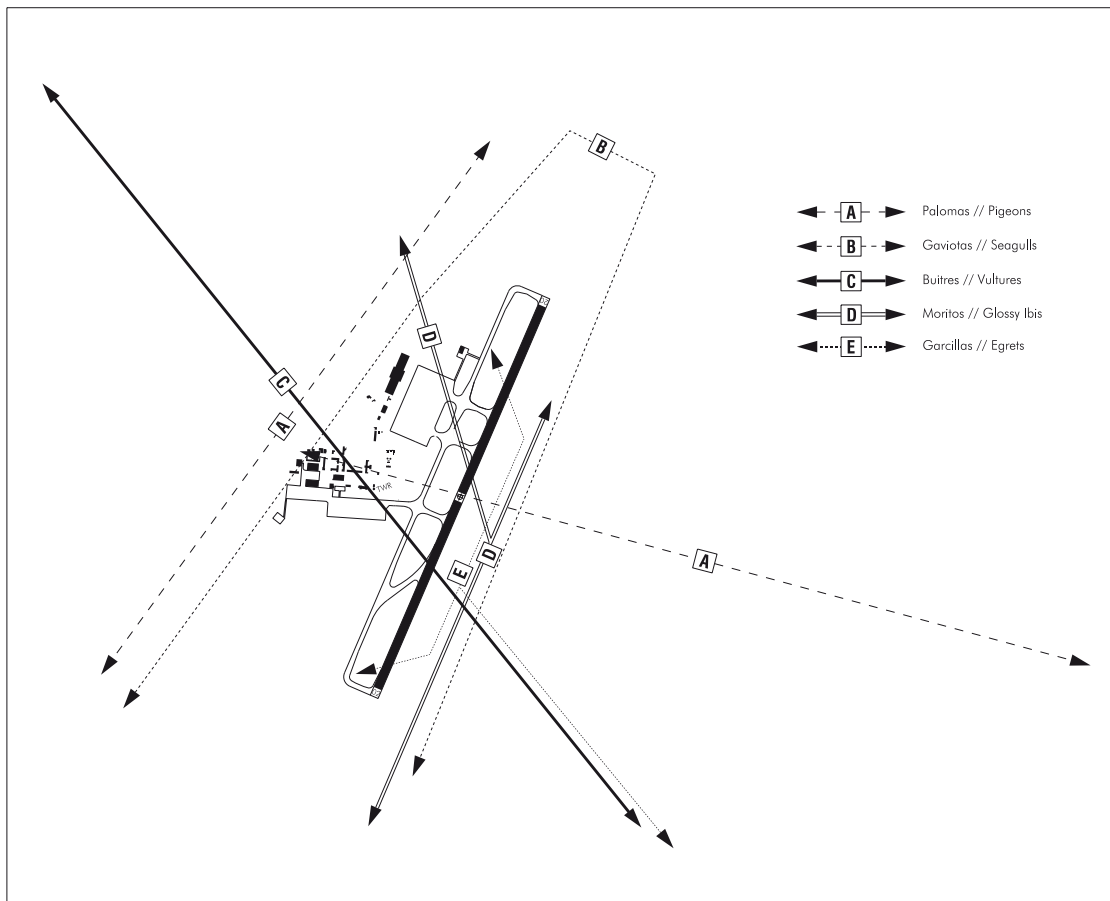 B
A
Palomas // Pigeons
B
Gaviotas // Seagulls
C
Buitres // Vultures
D
Moritos // Glossy Ibis
E
Garcillas // Egrets
D
C
A
TWR
D
E
A